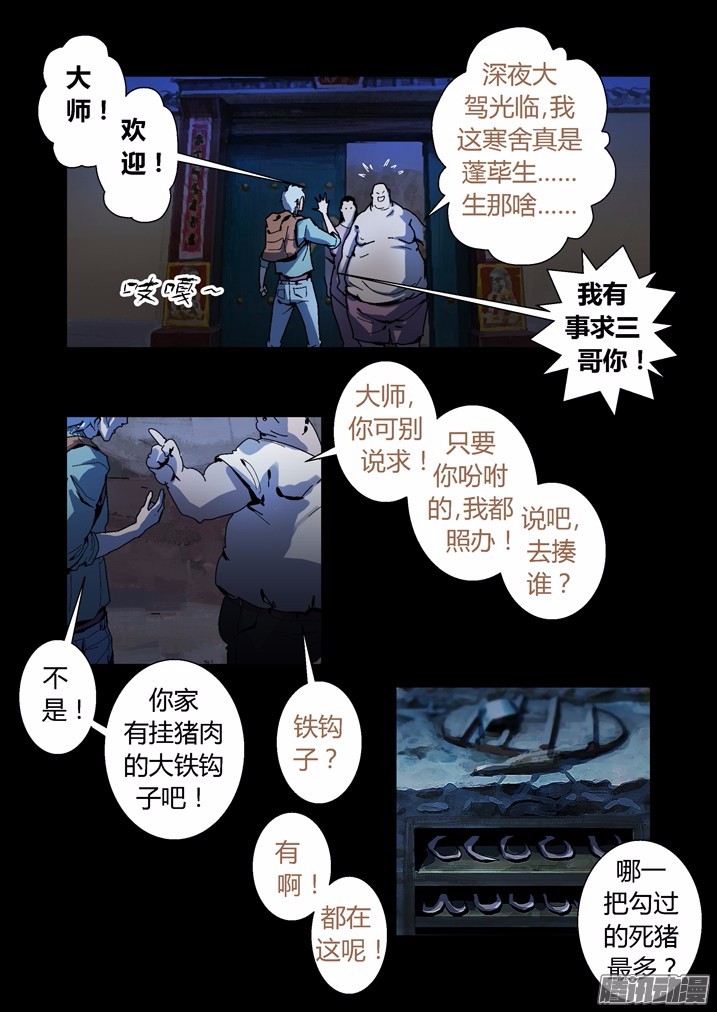 大
师！
欢
迎！
深夜大
驾光临，我
这寒舍真是
蓬荜生……
生那啥……
吱嘎～
我有
事求三
哥你！
大师，
你可别
说求！
只要
你吩咐
的，我都
照办！
说吧，
去揍
谁？
不
是！
你家
有挂猪肉
的大铁钩
子吧！
铁钩
子？
有
啊！
都在
这呢！
哪一
把勾过
的死猪
最多？
腾讯动漫